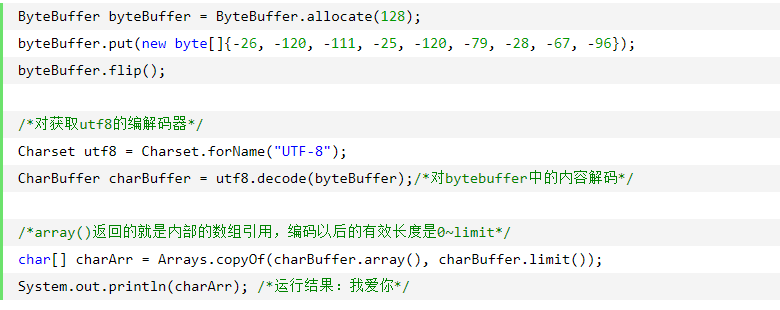 ByteBuffer byteBuffer = ByteBuffer.allocate(128);
byteBuffer.put(new byte[]{-26, -120, -111, -25, -120, -79, -28, -67, -96});
byteBuffer.flip();
/*对获取utf8的编解码器*/
Charset utf8 = Charset.forName("UTF-8");
CharBuffer charBuffer = utf8.decode(byteBuffer);/*对bytebuffer中的内容解码*/
/*array()返回的就是内部的数组引用，编码以后的有效长度是0~limit*/
char[] charArr = Arrays.copyOf(charBuffer.array(), charBuffer.limit());
System.out.println(charArr); /*运行结果：我爱你*/